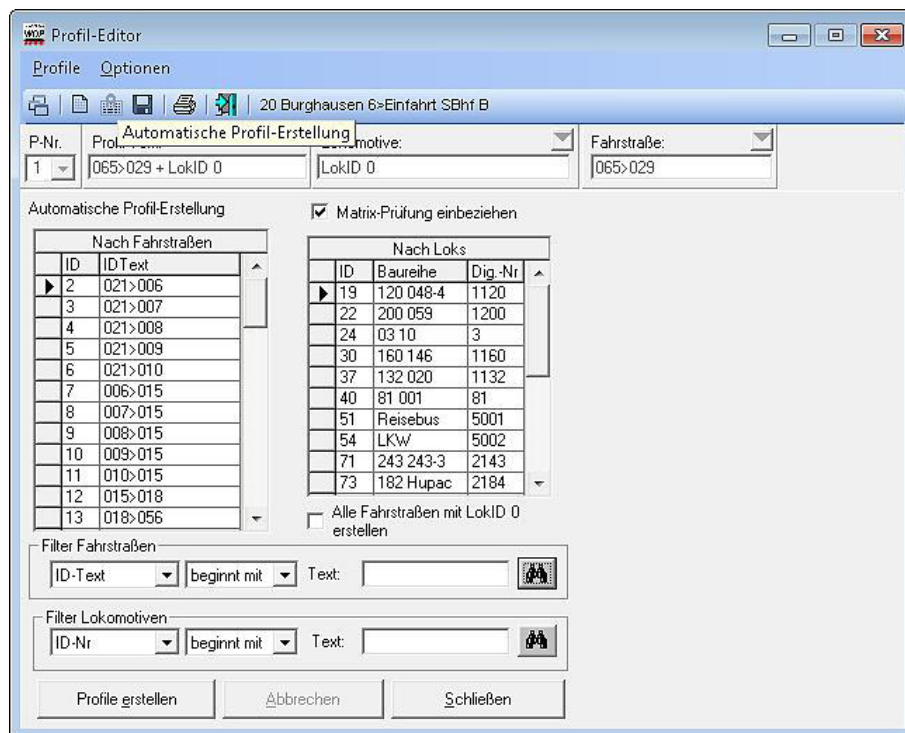 Profil-Editor
Profile Optionen
20 Burghausen 6>Einfahrt SBhf B
Automatische Profil-Erstellung
P-Nr. Fahrstraße:
1 065>029 + LokID 0 LokID 0 065>029
Automatische Profil-Erstellung Matrix-Prüfung einbeziehen
Nach Fahrstraßen
ID IDText
2 021>006
3 021>007
4 021>008
5 021>009
6 021>010
7 006>015
8 007>015
9 008>015
10 009>015
11 010>015
12 015>018
13 018>056
Nach Loks
ID Baureihe Dig.-Nr
19 120 048-4 1120
22 200 059 1200
24 03 10 3
30 160 146 1160
37 132 020 1132
40 81 001 81
51 Reisebus 5001
54 LKW 5002
71 243 243-3 2143
73 182 Hupac 2184
Alle Fahrstraßen mit LokID 0
erstellen
Filter Fahrstraßen
ID-Text beginnt mit Text:
Filter Lokomotiven
ID-Nr beginnt mit Text:
Profile erstellen Abbrechen Schließen